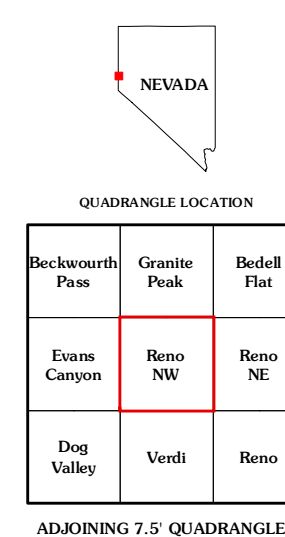 NEVADA
QUADRANGLE LOCATION
Beckwourth
Pass
Granite
Peak
Bedell
Flat
Evans
Canyon
Reno
NW
Reno
NE
Dog
Valley
Verdi
Reno
ADJOINING 7.5' QUADRANGLE